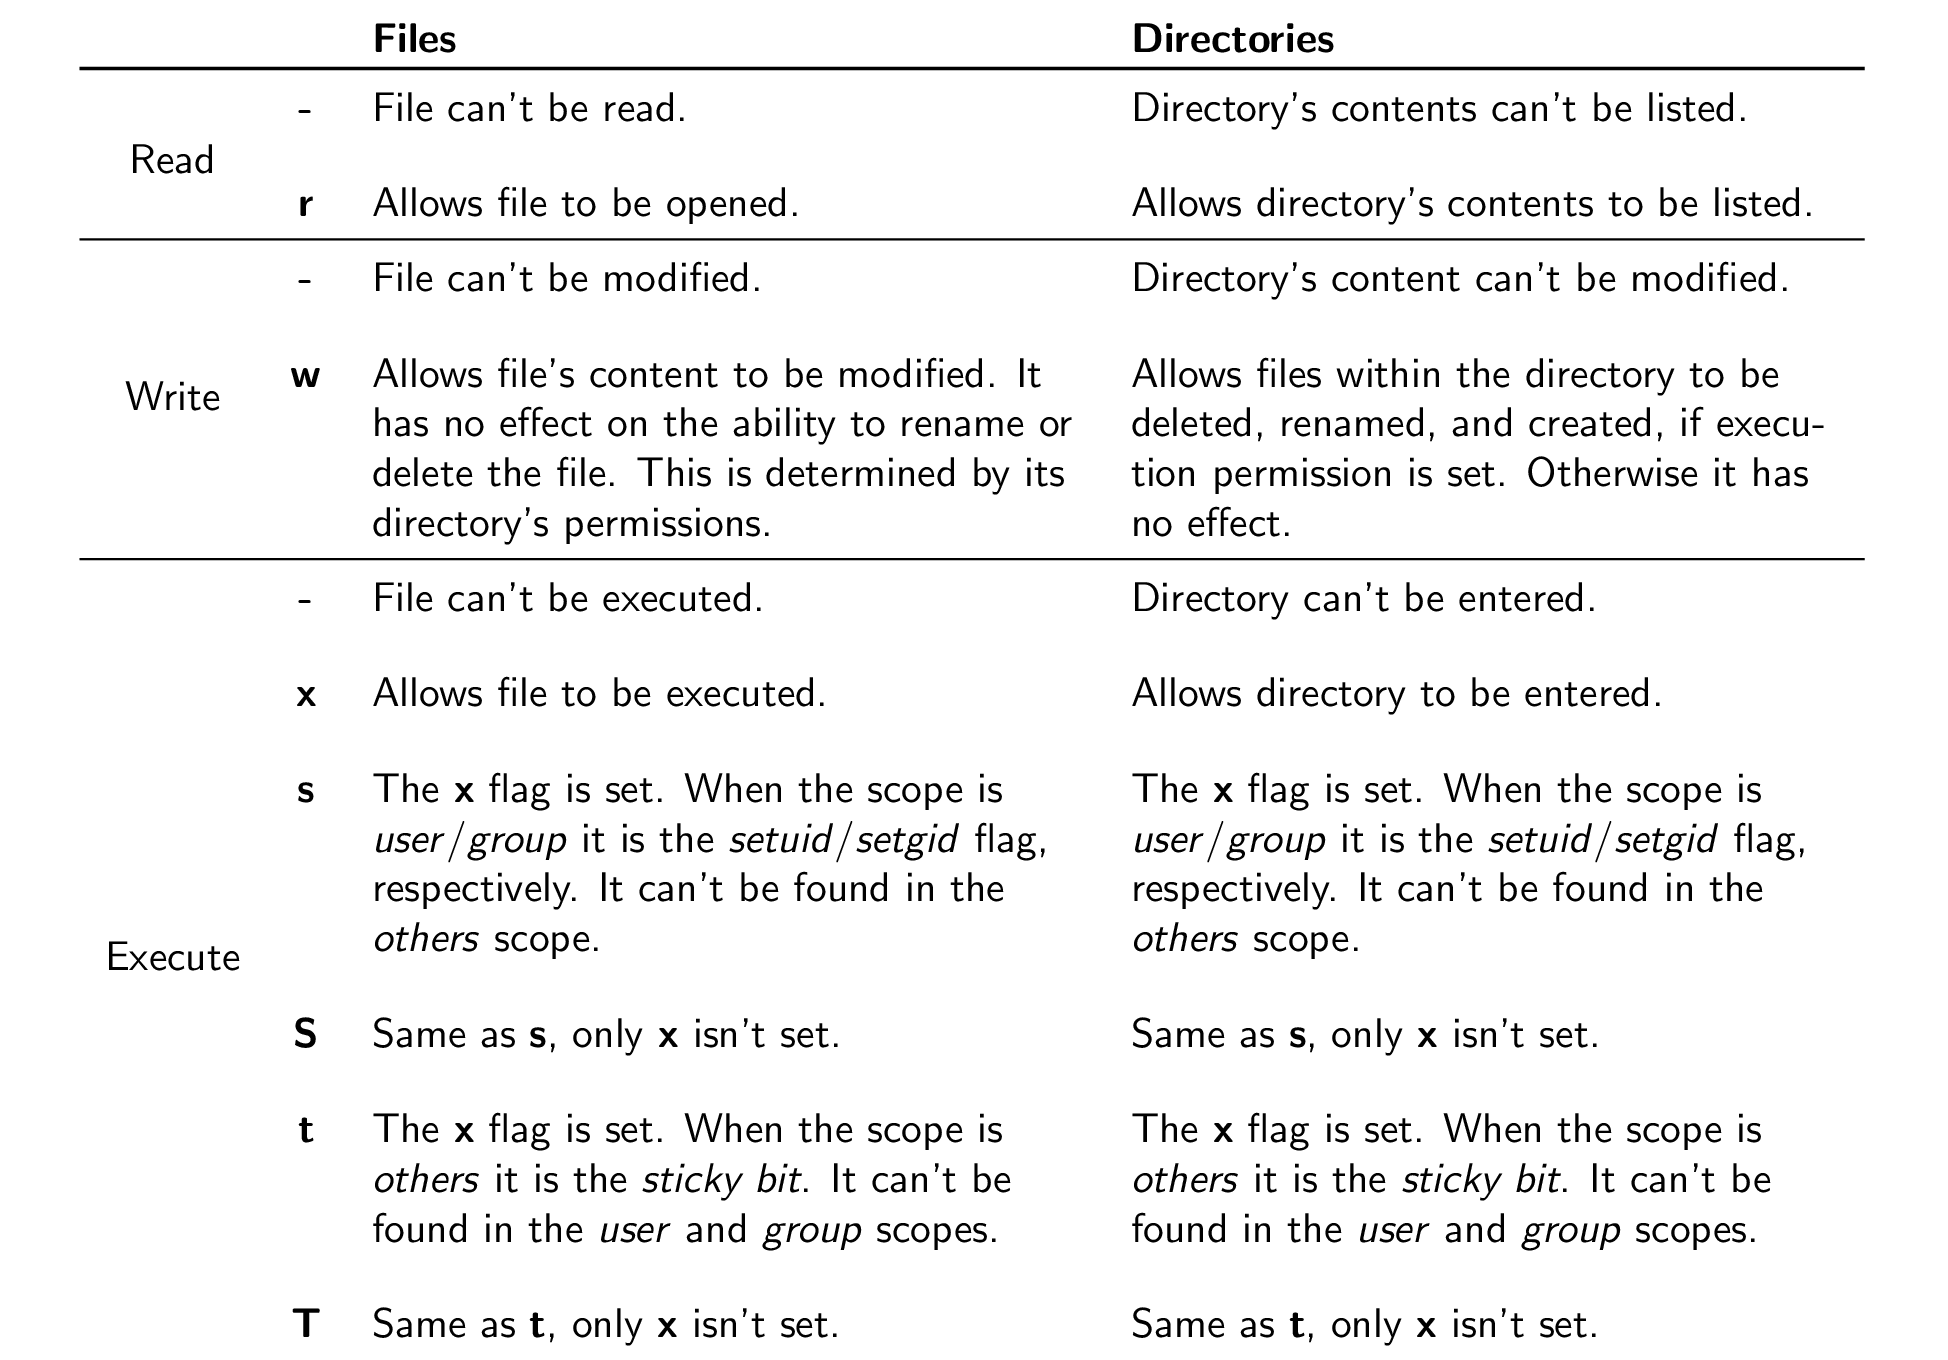 Files Directories
- File can't be read. Directory's contents can't be listed.
Read
r Allows file to be opened. Allows directory's contents to be listed.
- File can't be modified. Directory's content can't be modified.
Write
w Allows file's content to be modified. It
has no effect on the ability to rename or
delete the file. This is determined by its
directory's permissions.
Allows files within the directory to be
deleted, renamed, and created, if execu-
tion permission is set. Otherwise it has
no effect.
Execute
- File can't be executed. Directory can't be entered.
x Allows file to be executed. Allows directory to be entered.
s The x flag is set. When the scope is
user/group it is the setuid/setgid flag,
respectively. It can't be found in the
others scope.
The x flag is set. When the scope is
user/group it is the setuid/setgid flag,
respectively. It can't be found in the
others scope.
S Same as s, only x isn't set. Same as s, only x isn't set.
t The x flag is set. When the scope is
others it is the sticky bit. It can't be
found in the user and group scopes.
The x flag is set. When the scope is
others it is the sticky bit. It can't be
found in the user and group scopes.
T Same as t, only x isn't set. Same as t, only x isn't set.